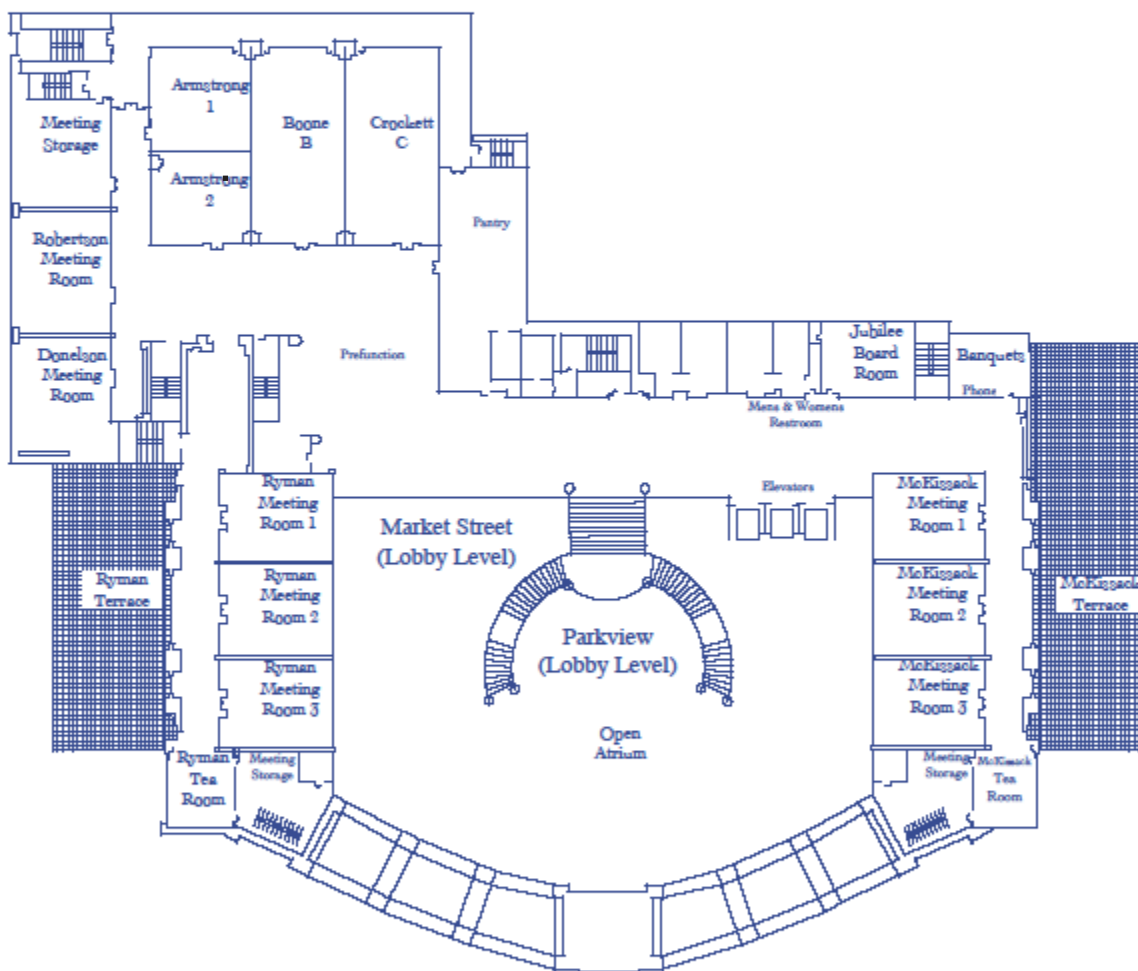 Armstrong
1
Boone
B
Crockett
C
Meeting
Storage
Armstrong
2
Pantry
Robertson
Meeting
Room
Donelson
Meeting
Room
Prefunction
Jubilee
Board
Room
Banquets
Phone
Mens & Womens
Restroom
Ryman
Meeting
Room 1
Market Street
(Lobby Level)
Elevators
McKissack
Meeting
Room 1
Ryman
Terrace
Ryman
Meeting
Room 2
McKissack
Meeting
Room 2
McKissack
Terrace
Parkview
(Lobby Level)
Ryman
Meeting
Room 3
McKissack
Meeting
Room 3
Open
Atrium
Ryman
Tea
Room
Meeting
Storage
Meeting
Storage
McKissack
Tea
Room